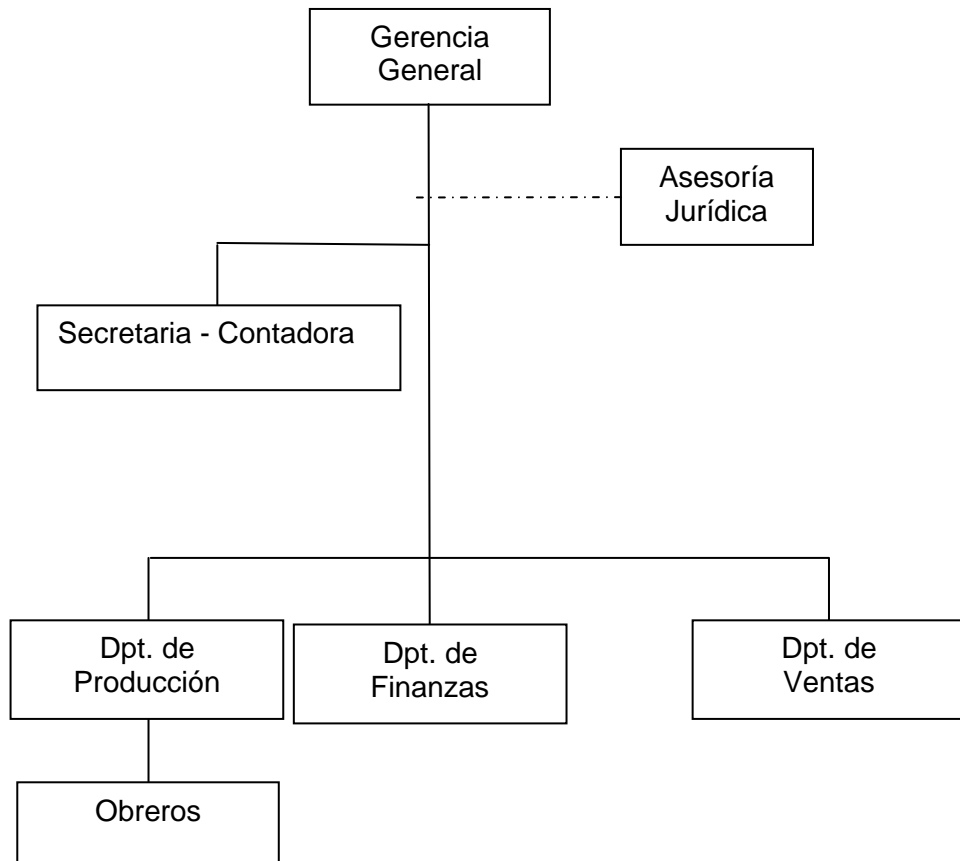 Gerencia
General
Asesoría
Jurídica
Secretaria - Contadora
Dpt. de
Producción
Dpt. de
Finanzas
Dpt. de
Ventas
Obreros